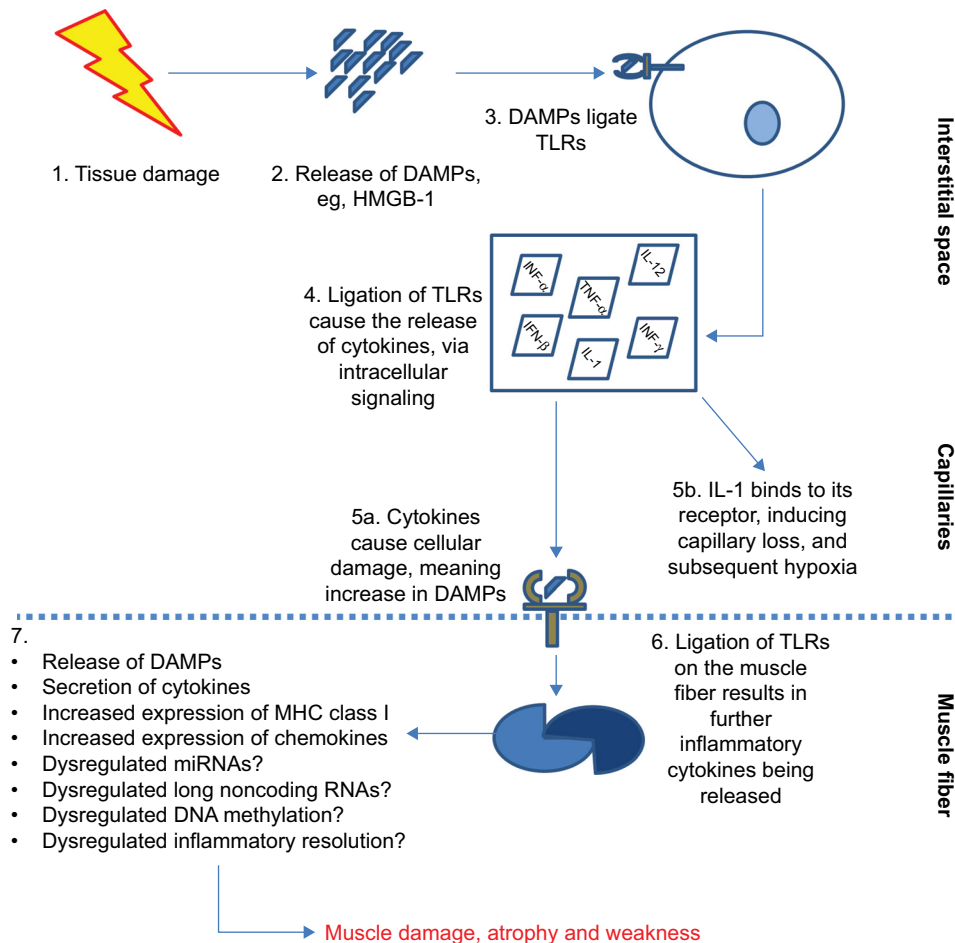 1. Tissue damage
2. Release of DAMPs,
eg, HMGB-1
3. DAMPs ligate
TLRs
Interstitial space
4. Ligation of TLRs
cause the release
of cytokines, via
intracellular
signaling
INF-α
TNF-α
IL-12
IFN-β
IL-1
INF-γ
Capillaries
5a. Cytokines
cause cellular
damage, meaning
increase in DAMPs
5b. IL-1 binds to its
receptor, inducing
capillary loss, and
subsequent hypoxia
6. Ligation of TLRs
on the muscle
fiber results in
further
inflammatory
cytokines being
released
Muscle fiber
7.
• Release of DAMPs
• Secretion of cytokines
• Increased expression of MHC class I
• Increased expression of chemokines
• Dysregulated miRNAs?
• Dysregulated long noncoding RNAs?
• Dysregulated DNA methylation?
• Dysregulated inflammatory resolution?
Muscle damage, atrophy and weakness